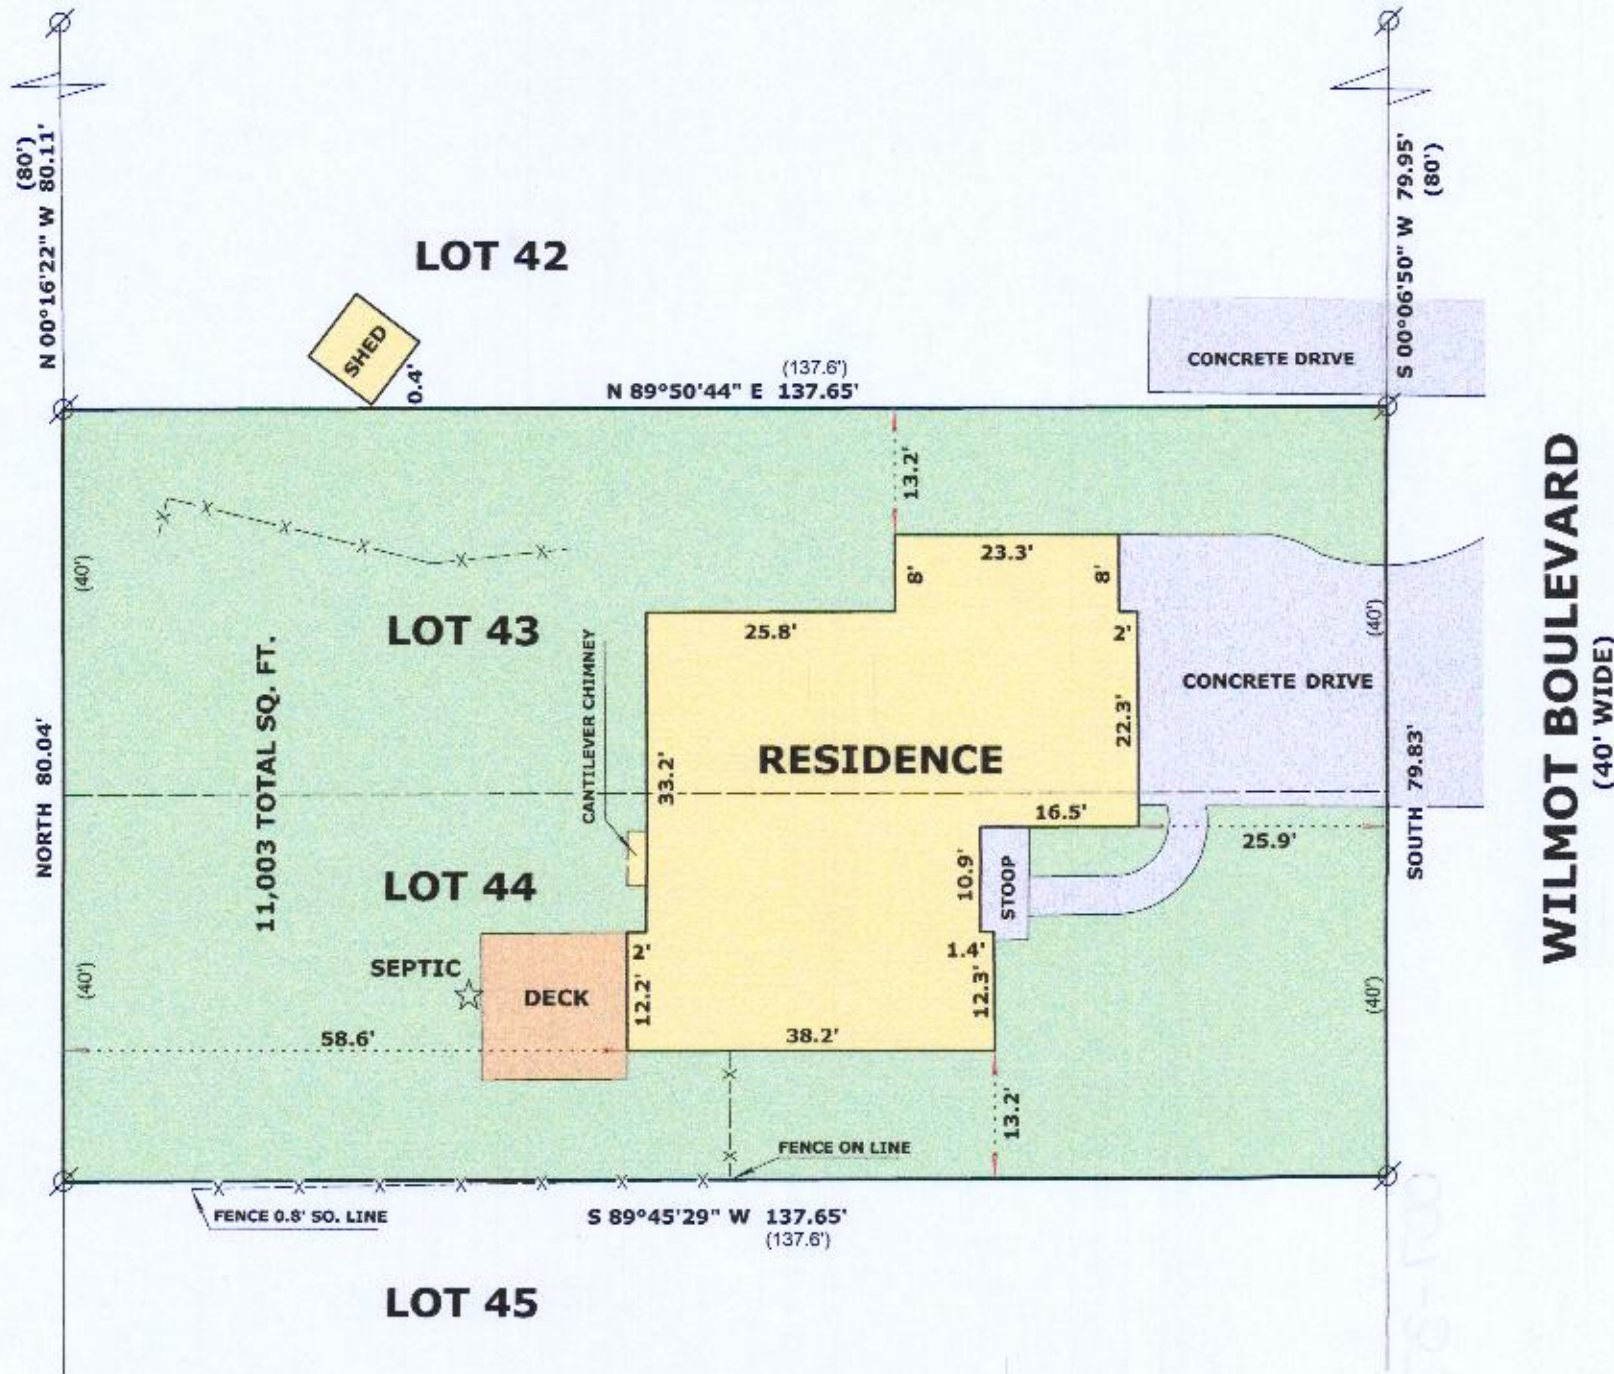 (80')
N 00°16'22" W 80.11'
S 00°06'50" W 79.95'
(80')
LOT 42
SHED
0.4'
CONCRETE DRIVE
(137.6')
N 89°50'44" E 137.65'
13.2'
23.3'
8'
8'
(40')
LOT 43
25.8'
2'
(40')
CANTILEVER CHIMNEY
11,003 TOTAL SQ. FT.
CONCRETE DRIVE
22.3'
33.2'
RESIDENCE
NORTH 80.04'
SOUTH 79.83'
WILMOT BOULEVARD
(40' WIDE)
16.5'
25.9'
LOT 44
10.9'
STOOP
2'
1.4'
SEPTIC
DECK
12.2'
12.3'
(40')
(40')
58.6'
38.2'
13.2'
FENCE ON LINE
FENCE 0.8' SO. LINE
S 89°45'29" W 137.65'
(137.6')
LOT 45